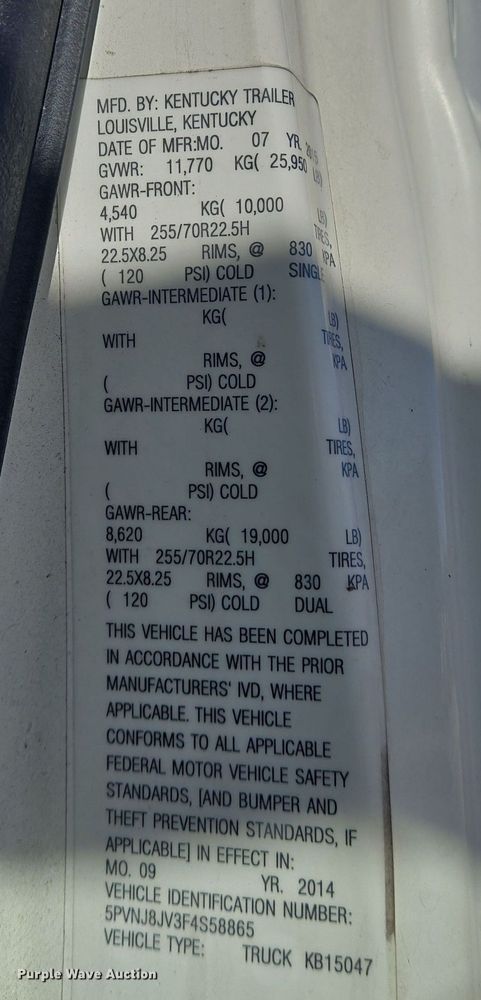 MFD. BY: KENTUCKY TRAILER
LOUISVILLE, KENTUCKY
DATE OF MFR:MO. 07 YR.
GVWR: 11,770 KG( 25,950 LB)
GAWR-FRONT:
4,540 KG( 10,000 LB)
WITH 255/70R22.5H TIRES,
22.5X8.25 RIMS, @ 830 KPA
( 120 PSI) COLD SINGLE
GAWR-INTERMEDIATE (1):
KG( LB)
WITH TIRES,
RIMS, @ KPA
( PSI) COLD
GAWR-INTERMEDIATE (2):
KG( LB)
WITH TIRES,
RIMS, @ KPA
( PSI) COLD
GAWR-REAR:
8,620 KG( 19,000 LB)
WITH 255/70R22.5H TIRES,
22.5X8.25 RIMS, @ 830 KPA
( 120 PSI) COLD DUAL
THIS VEHICLE HAS BEEN COMPLETED
IN ACCORDANCE WITH THE PRIOR
MANUFACTURERS' IVD, WHERE
APPLICABLE. THIS VEHICLE
CONFORMS TO ALL APPLICABLE
FEDERAL MOTOR VEHICLE SAFETY
STANDARDS, [AND BUMPER AND
THEFT PREVENTION STANDARDS, IF
APPLICABLE] IN EFFECT IN:
MO. 09 YR. 2014
VEHICLE IDENTIFICATION NUMBER:
5PVNJ8JV3F4S58865
VEHICLE TYPE: TRUCK KB15047
Purple Wave Auction